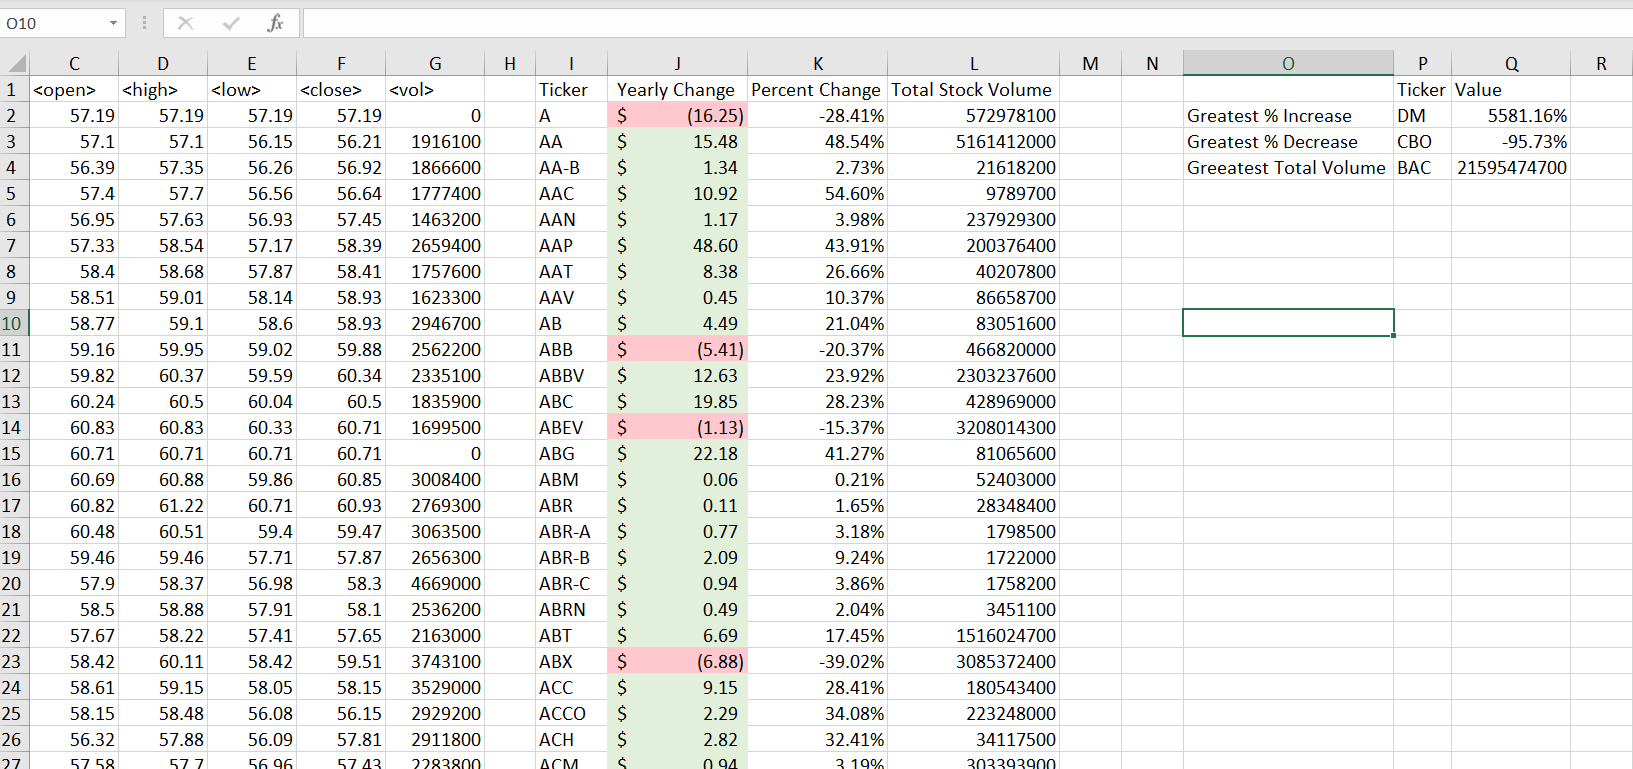 O10 fx
C D E F G H I J K L M N O P Q R
1 <open> <high> <low> <close> <vol> Ticker Yearly Change Percent Change Total Stock Volume Ticker Value
2 57.19 57.19 57.19 57.19 0 A $ (16.25) -28.41% 572978100 Greatest % Increase DM 5581.16%
3 57.1 57.1 56.15 56.21 1916100 AA $ 15.48 48.54% 5161412000 Greatest % Decrease CBO -95.73%
4 56.39 57.35 56.26 56.92 1866600 AA-B $ 1.34 2.73% 21618200 Greeatest Total Volume BAC 21595474700
5 57.4 57.7 56.56 56.64 1777400 AAC $ 10.92 54.60% 9789700
6 56.95 57.63 56.93 57.45 1463200 AAN $ 1.17 3.98% 237929300
7 57.33 58.54 57.17 58.39 2659400 AAP $ 48.60 43.91% 200376400
8 58.4 58.68 57.87 58.41 1757600 AAT $ 8.38 26.66% 40207800
9 58.51 59.01 58.14 58.93 1623300 AAV $ 0.45 10.37% 86658700
10 58.77 59.1 58.6 58.93 2946700 AB $ 4.49 21.04% 83051600
11 59.16 59.95 59.02 59.88 2562200 ABB $ (5.41) -20.37% 466820000
12 59.82 60.37 59.59 60.34 2335100 ABBV $ 12.63 23.92% 2303237600
13 60.24 60.5 60.04 60.5 1835900 ABC $ 19.85 28.23% 428969000
14 60.83 60.83 60.33 60.71 1699500 ABEV $ (1.13) -15.37% 3208014300
15 60.71 60.71 60.71 60.71 0 ABG $ 22.18 41.27% 81065600
16 60.69 60.88 59.86 60.85 3008400 ABM $ 0.06 0.21% 52403000
17 60.82 61.22 60.71 60.93 2769300 ABR $ 0.11 1.65% 28348400
18 60.48 60.51 59.4 59.47 3063500 ABR-A $ 0.77 3.18% 1798500
19 59.46 59.46 57.71 57.87 2656300 ABR-B $ 2.09 9.24% 1722000
20 57.9 58.37 56.98 58.3 4669000 ABR-C $ 0.94 3.86% 1758200
21 58.5 58.88 57.91 58.1 2536200 ABRN $ 0.49 2.04% 3451100
22 57.67 58.22 57.41 57.65 2163000 ABT $ 6.69 17.45% 1516024700
23 58.42 60.11 58.42 59.51 3743100 ABX $ (6.88) -39.02% 3085372400
24 58.61 59.15 58.05 58.15 3529000 ACC $ 9.15 28.41% 180543400
25 58.15 58.48 56.08 56.15 2929200 ACCO $ 2.29 34.08% 223248000
26 56.32 57.88 56.09 57.81 2911800 ACH $ 2.82 32.41% 34117500
27 57.58 57.7 56.96 57.43 2283800 ACM $ 0.94 3.19% 303393900